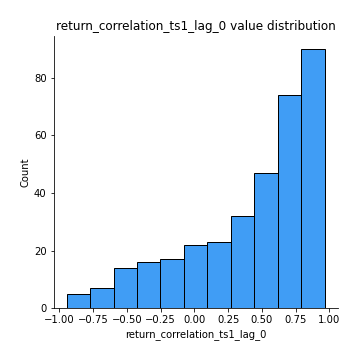 return_correlation_ts1_lag_0 value distribution
80
60
40
20
0
Count
−1.00 −0.75 −0.50 −0.25 0.00 0.25 0.50 0.75 1.00
return_correlation_ts1_lag_0